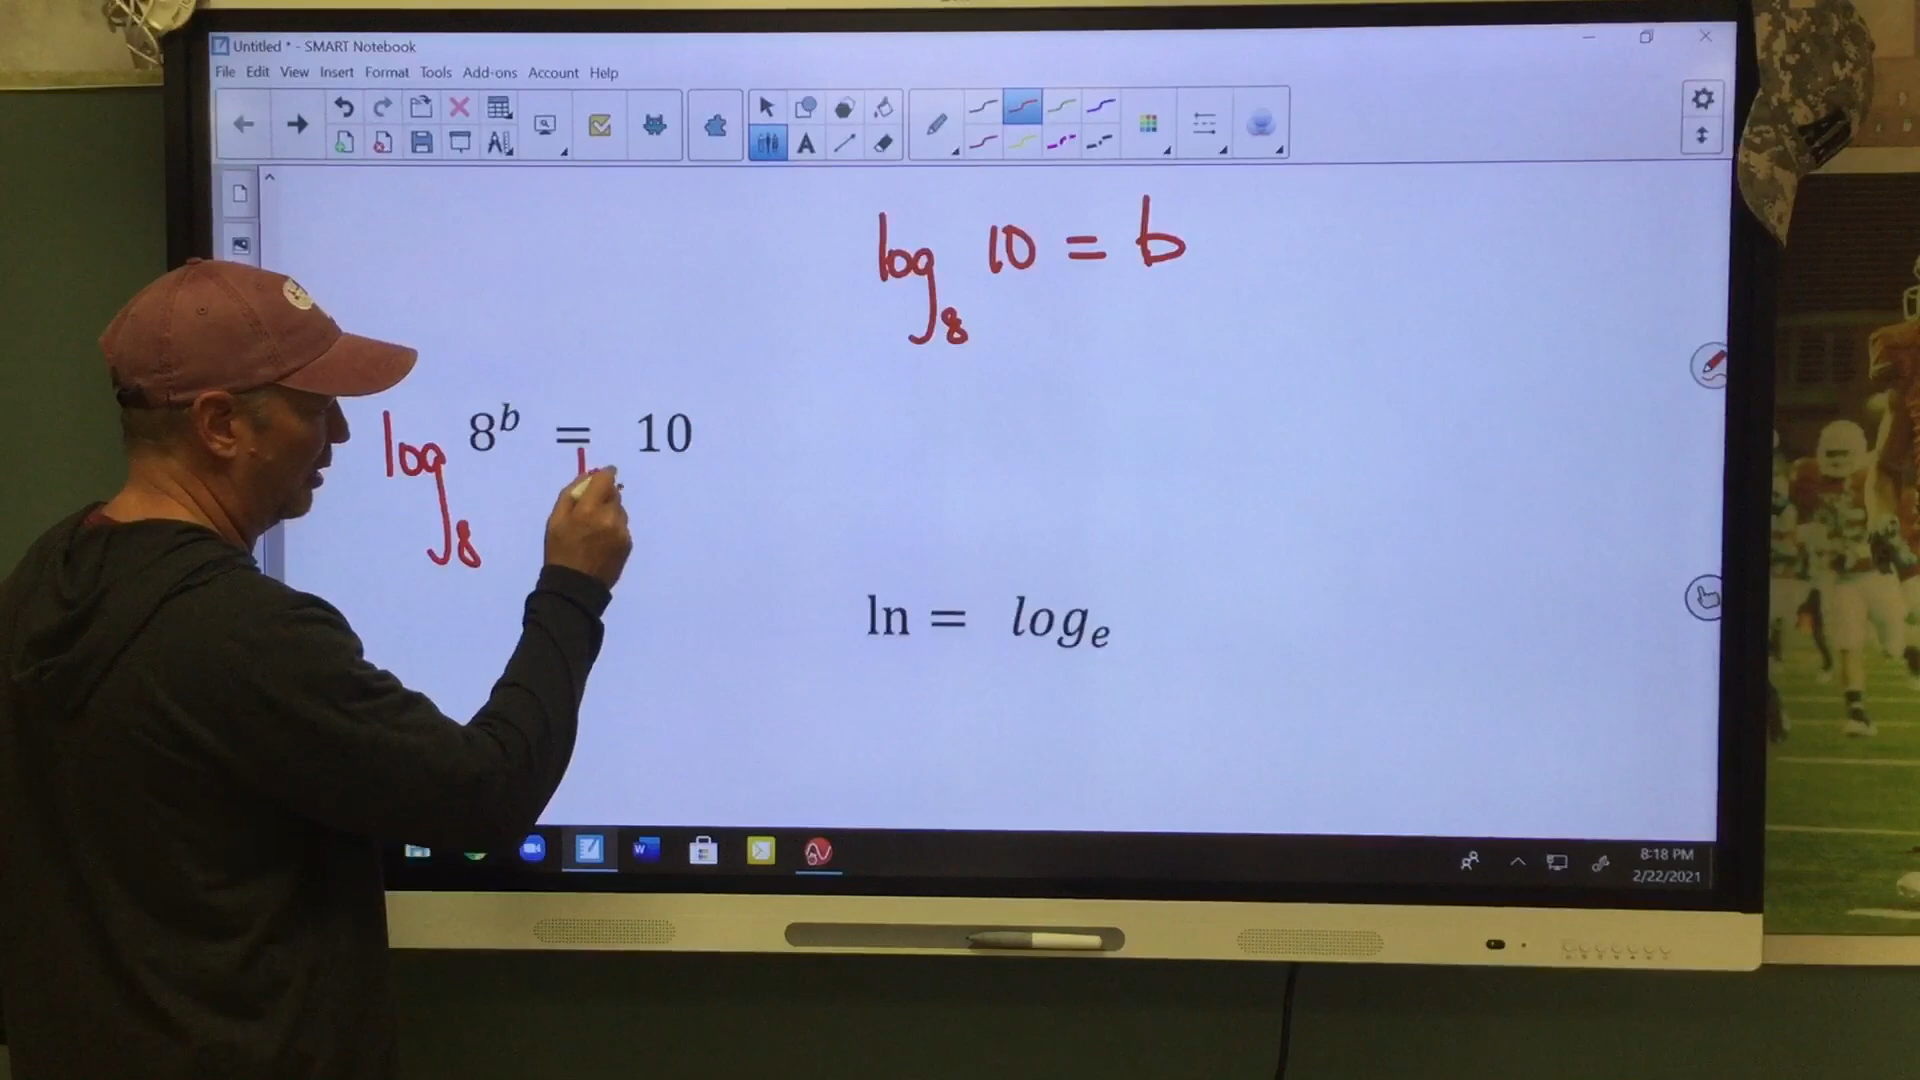 Untitled * - SMART Notebook
File Edit View Insert Format Tools Add-ons Account Help
log₈ 10 = b
log₈ 8ᵇ = 10
ln = logₑ
8:18 PM
2/22/2021